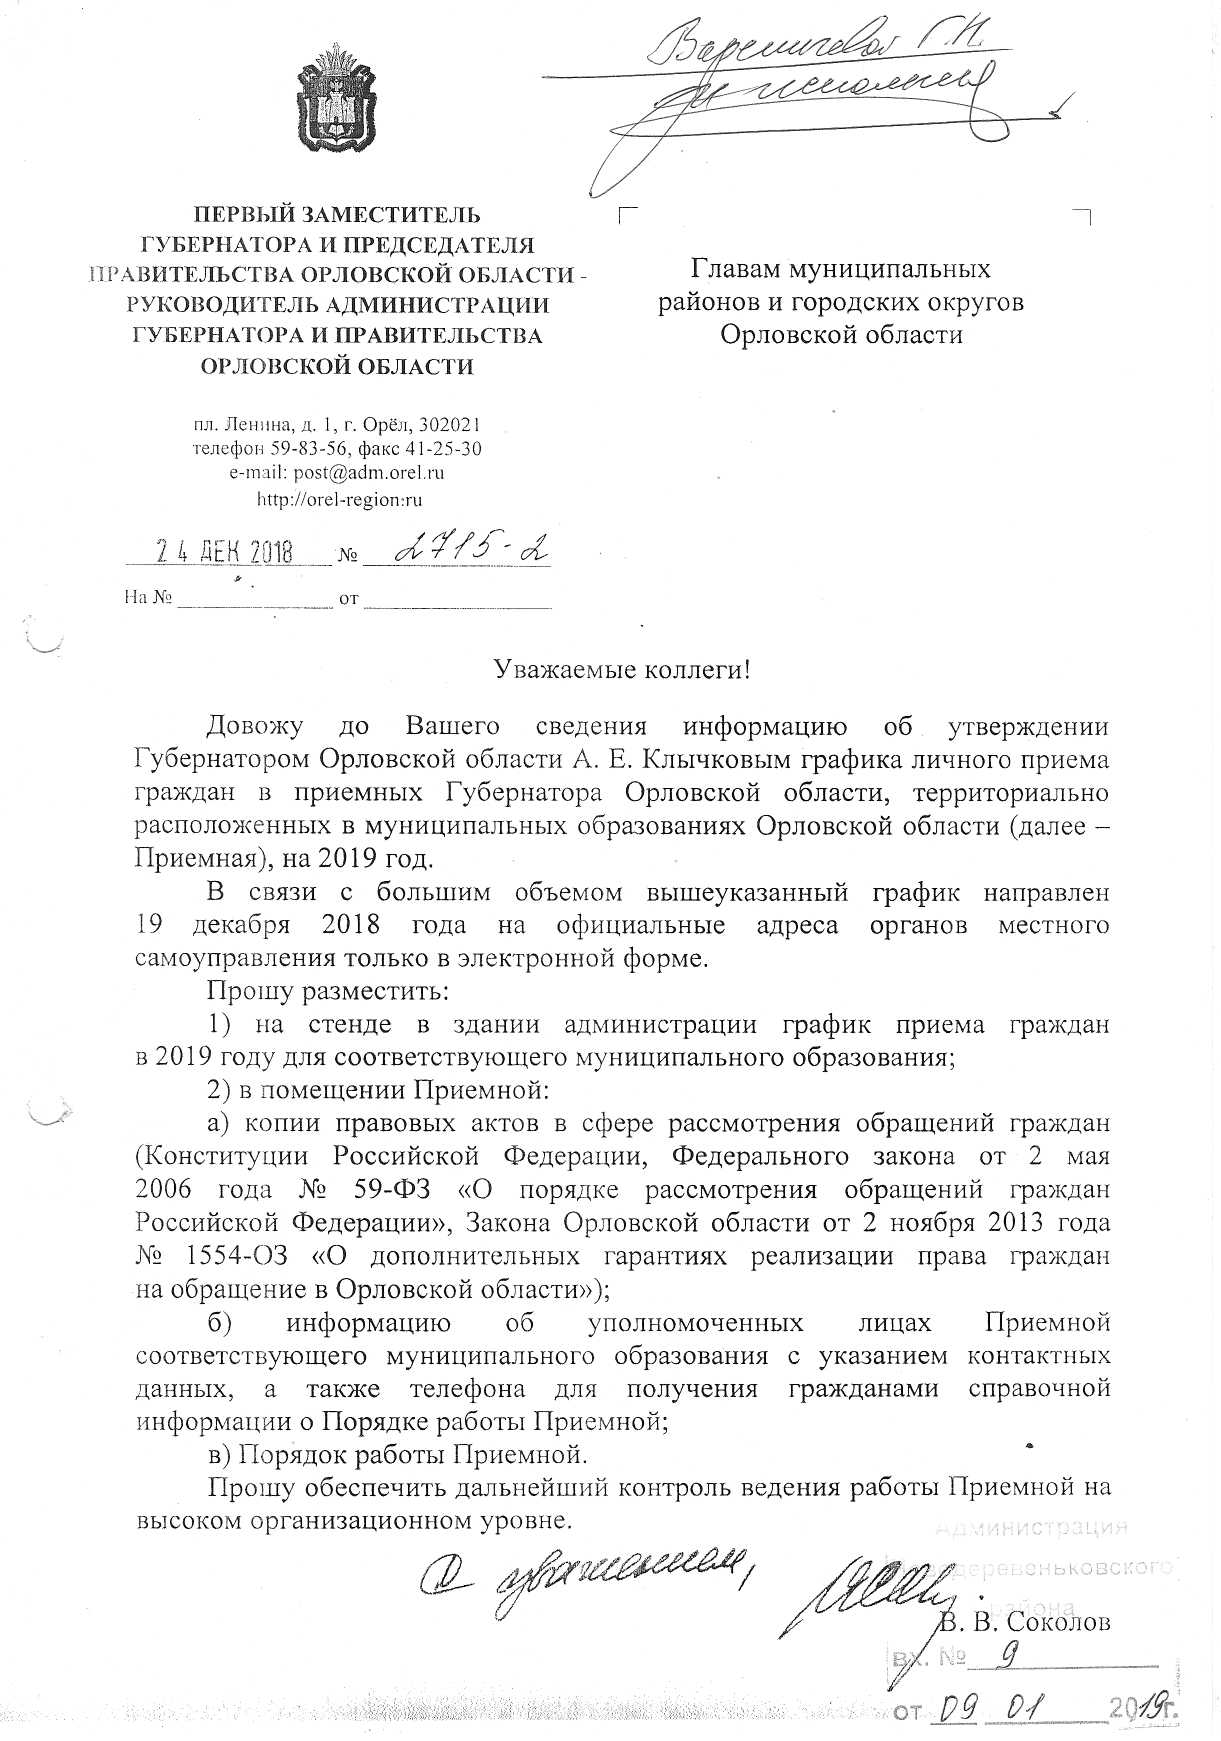 ПЕРВЫЙ ЗАМЕСТИТЕЛЬ
ГУБЕРНАТОРА И ПРЕДСЕДАТЕЛЯ
ПРАВИТЕЛЬСТВА ОРЛОВСКОЙ ОБЛАСТИ -
РУКОВОДИТЕЛЬ АДМИНИСТРАЦИИ
ГУБЕРНАТОРА И ПРАВИТЕЛЬСТВА
ОРЛОВСКОЙ ОБЛАСТИ
пл. Ленина, д. 1, г. Орёл, 302021
телефон 59-83-56, факс 41-25-30
e-mail: post@adm.orel.ru
http://orel-region.ru
24 ДЕК 2018 № 2715-2
На № ______ от ______
Главам муниципальных
районов и городских округов
Орловской области
Уважаемые коллеги!
Довожу до Вашего сведения информацию об утверждении
Губернатором Орловской области А. Е. Клычковым графика личного приема
граждан в приемных Губернатора Орловской области, территориально
расположенных в муниципальных образованиях Орловской области (далее –
Приемная), на 2019 год.
В связи с большим объемом вышеуказанный график направлен
19 декабря 2018 года на официальные адреса органов местного
самоуправления только в электронной форме.
Прошу разместить:
1) на стенде в здании администрации график приема граждан
в 2019 году для соответствующего муниципального образования;
2) в помещении Приемной:
а) копии правовых актов в сфере рассмотрения обращений граждан
(Конституции Российской Федерации, Федерального закона от 2 мая
2006 года № 59-ФЗ «О порядке рассмотрения обращений граждан
Российской Федерации», Закона Орловской области от 2 ноября 2013 года
№ 1554-ОЗ «О дополнительных гарантиях реализации права граждан
на обращение в Орловской области»);
б) информацию об уполномоченных лицах Приемной
соответствующего муниципального образования с указанием контактных
данных, а также телефона для получения гражданами справочной
информации о Порядке работы Приемной;
в) Порядок работы Приемной.
Прошу обеспечить дальнейший контроль ведения работы Приемной на
высоком организационном уровне.
С уважением,
В. В. Соколов
Администрация
района
вх. № 9
от 09 01 2019г.